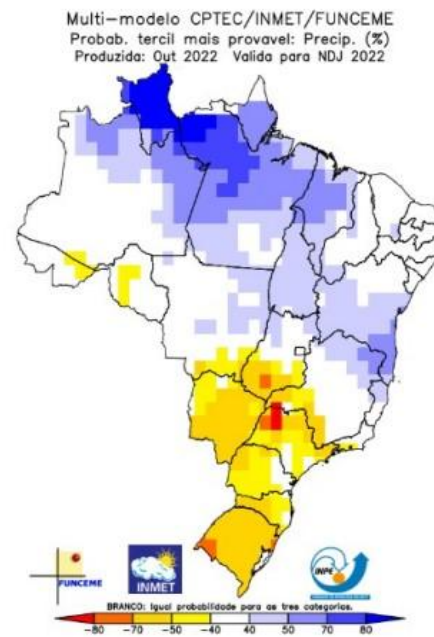 Multi-modelo CPTEC/INMET/FUNCEME
Probab. tercil mais provavel: Precip. (%)
Produzida: Out 2022 Valida para NDJ 2022
FUNCEME
INMET
INPE
BRANCO: Igual probabilidade para as tres categorias.
-80 -70 -50 -40 40 50 70 80